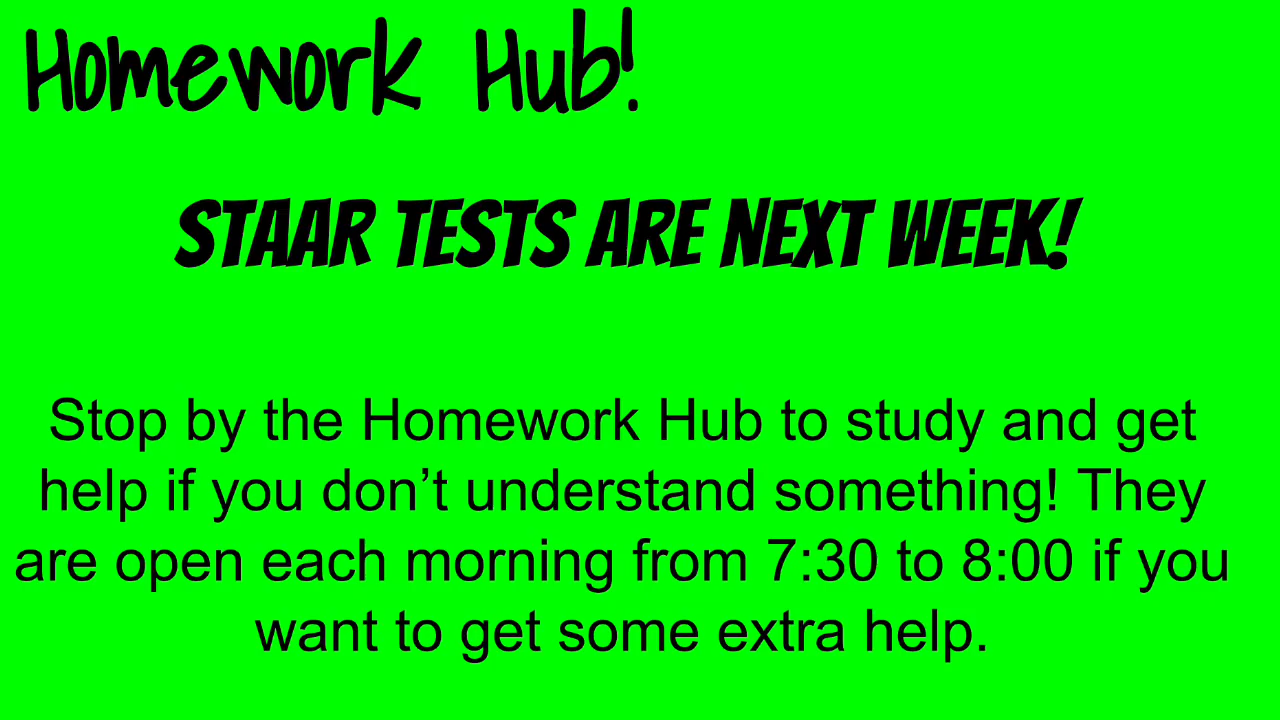 Homework Hub!
STAAR TESTS ARE NEXT WEEK!
Stop by the Homework Hub to study and get
help if you don’t understand something! They
are open each morning from 7:30 to 8:00 if you
want to get some extra help.